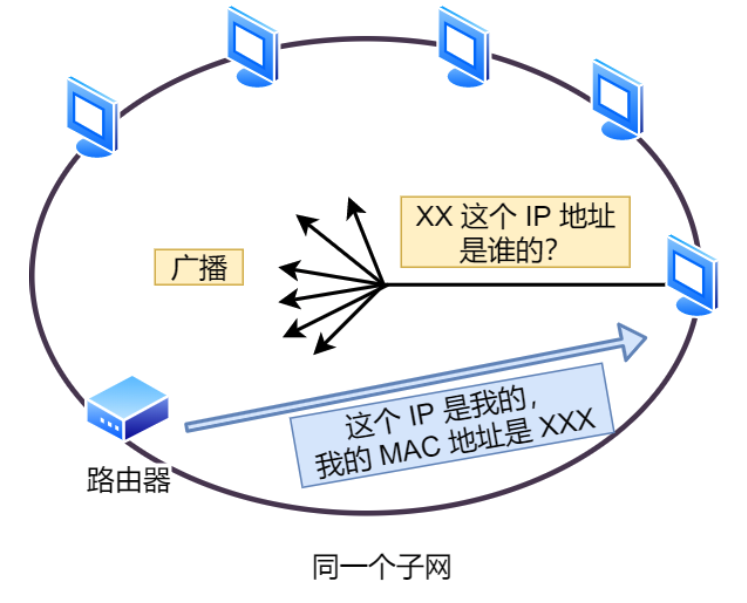 XX 这个 IP 地址
是谁的?
广播
这个 IP 是我的,
我的 MAC 地址是 XXX
路由器
同一个子网